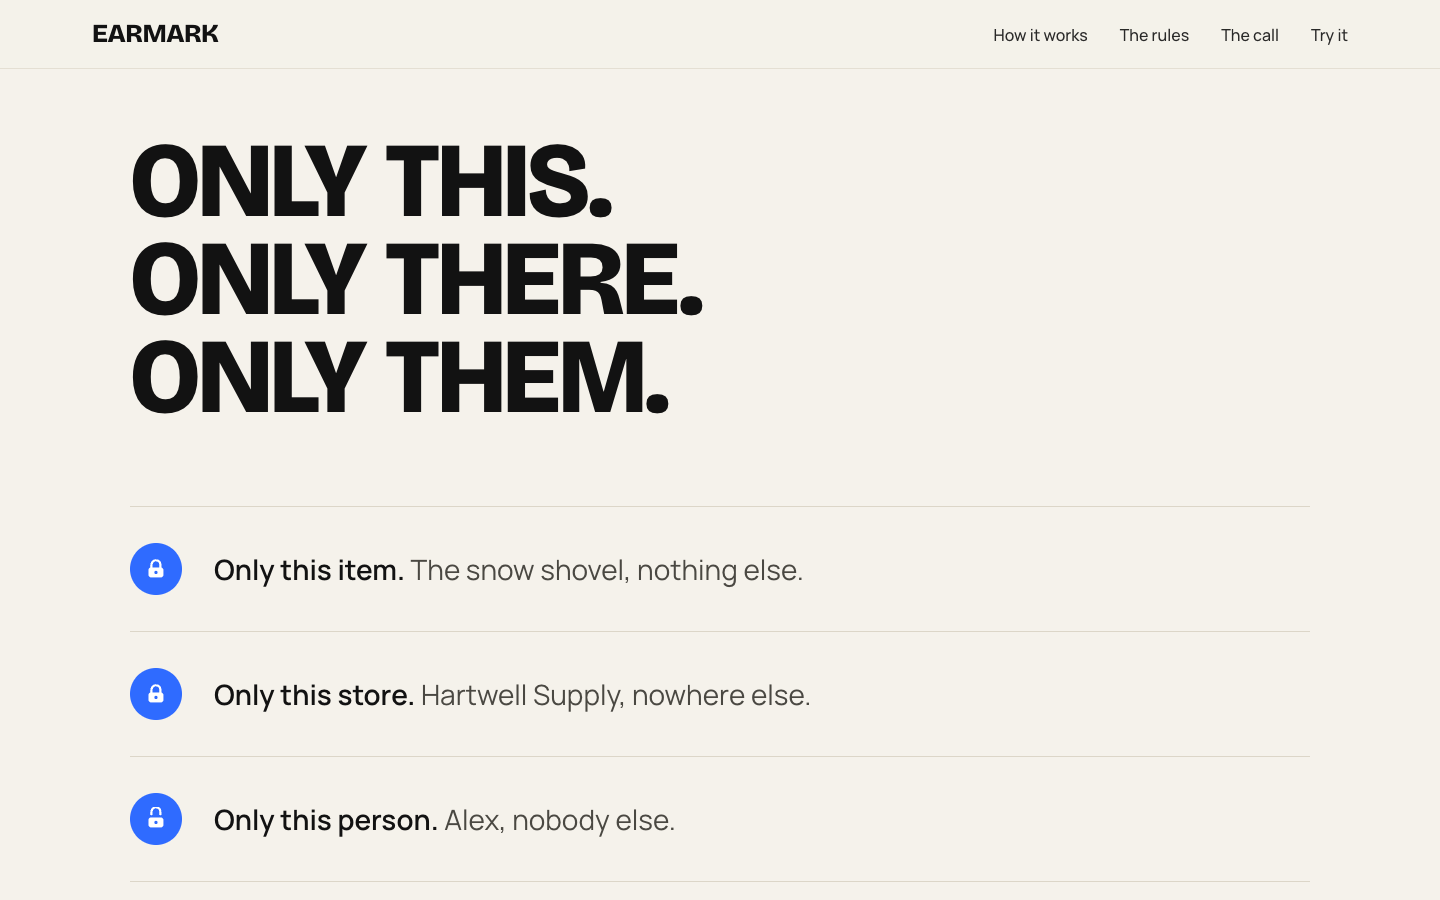 EARMARK
How it works
The rules
The call
Try it
ONLY THIS.
ONLY THERE.
ONLY THEM.
Only this item. The snow shovel, nothing else.
Only this store. Hartwell Supply, nowhere else.
Only this person. Alex, nobody else.